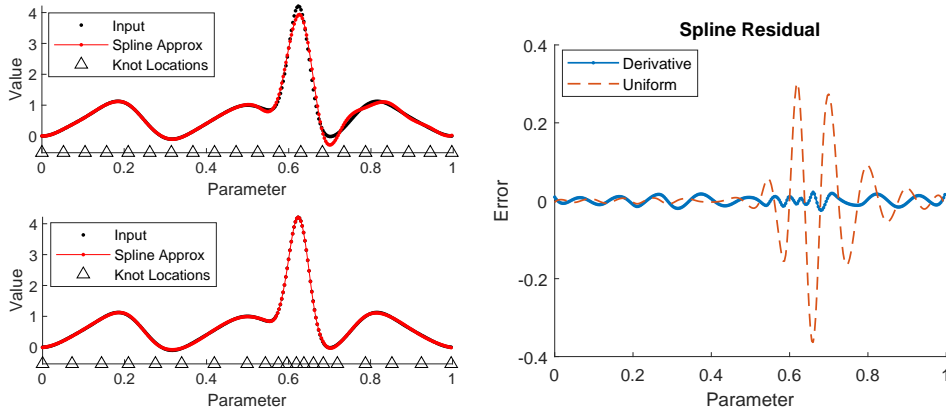 Value
4
3
2
1
0
Input
Spline Approx
Knot Locations
0 0.2 0.4 0.6 0.8 1
Parameter
Value
4
3
2
1
0
Input
Spline Approx
Knot Locations
0 0.2 0.4 0.6 0.8 1
Parameter
Spline Residual
Error
0.4
0.2
0
-0.2
-0.4
Derivative
Uniform
0 0.2 0.4 0.6 0.8 1
Parameter